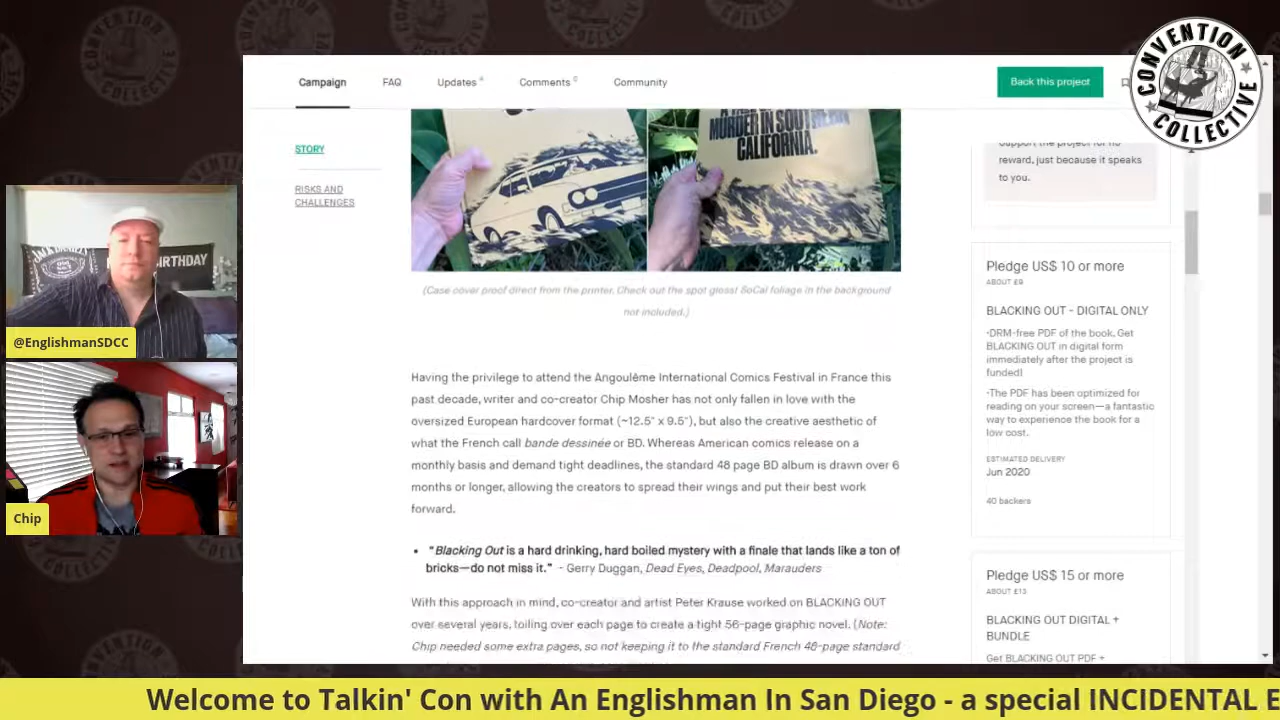 CONVENTION
COLLECTIVE
Campaign
FAQ
Updates 4
Comments 0
Community
Back this project
STORY
RISKS AND
CHALLENGES
MURDER IN SOUTHERN
CALIFORNIA.
(Case cover proof direct from the printer. Check out the spot gloss! SoCal foliage in the background
not included.)
Having the privilege to attend the Angoulême International Comics Festival in France this
past decade, writer and co-creator Chip Mosher has not only fallen in love with the
oversized European hardcover format (~12.5" x 9.5"), but also the creative aesthetic of
what the French call bande dessinée or BD. Whereas American comics release on a
monthly basis and demand tight deadlines, the standard 48 page BD album is drawn over 6
months or longer, allowing the creators to spread their wings and put their best work
forward.
• "Blacking Out is a hard drinking, hard boiled mystery with a finale that lands like a ton of
bricks—do not miss it." - Gerry Duggan, Dead Eyes, Deadpool, Marauders
With this approach in mind, co-creator and artist Peter Krause worked on BLACKING OUT
over several years, toiling over each page to create a tight 56-page graphic novel. (Note:
Chip needed some extra pages, so not keeping it to the standard French 48-page standard
support the project for no
reward, just because it speaks
to you.
Pledge US$ 10 or more
ABOUT £9
BLACKING OUT - DIGITAL ONLY
•DRM-free PDF of the book. Get
BLACKING OUT in digital form
immediately after the project is
funded!
•The PDF has been optimized for
reading on your screen—a fantastic
way to experience the book for a
low cost.
ESTIMATED DELIVERY
Jun 2020
40 backers
Pledge US$ 15 or more
ABOUT £13
BLACKING OUT DIGITAL +
BUNDLE
Get BLACKING OUT PDF +
BIRTHDAY
@EnglishmanSDCC
Chip
Welcome to Talkin' Con with An Englishman In San Diego - a special INCIDENTAL E